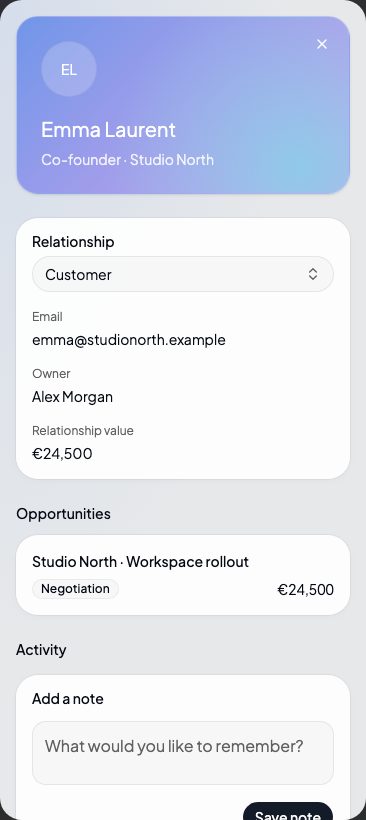 EL
Emma Laurent
Co-founder · Studio North
Relationship
Customer
Email
emma@studionorth.example
Owner
Alex Morgan
Relationship value
€24,500
Opportunities
Studio North · Workspace rollout
Negotiation
€24,500
Activity
Add a note
What would you like to remember?
Save note